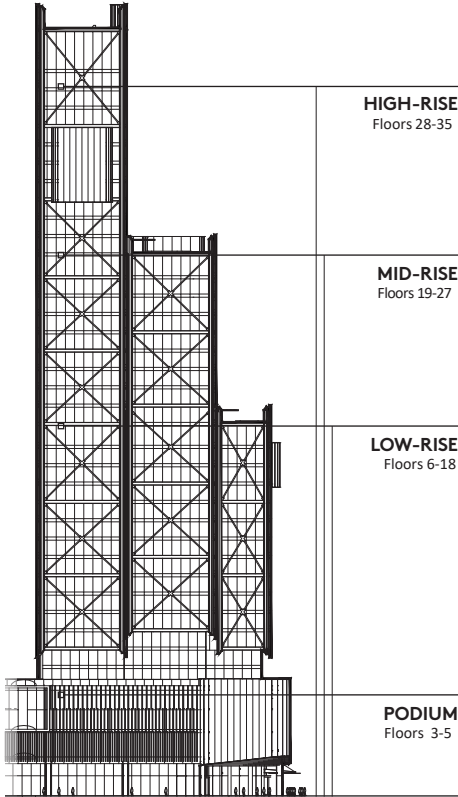 HIGH-RISE
Floors 28-35
MID-RISE
Floors 19-27
LOW-RISE
Floors 6-18
PODIUM
Floors 3-5